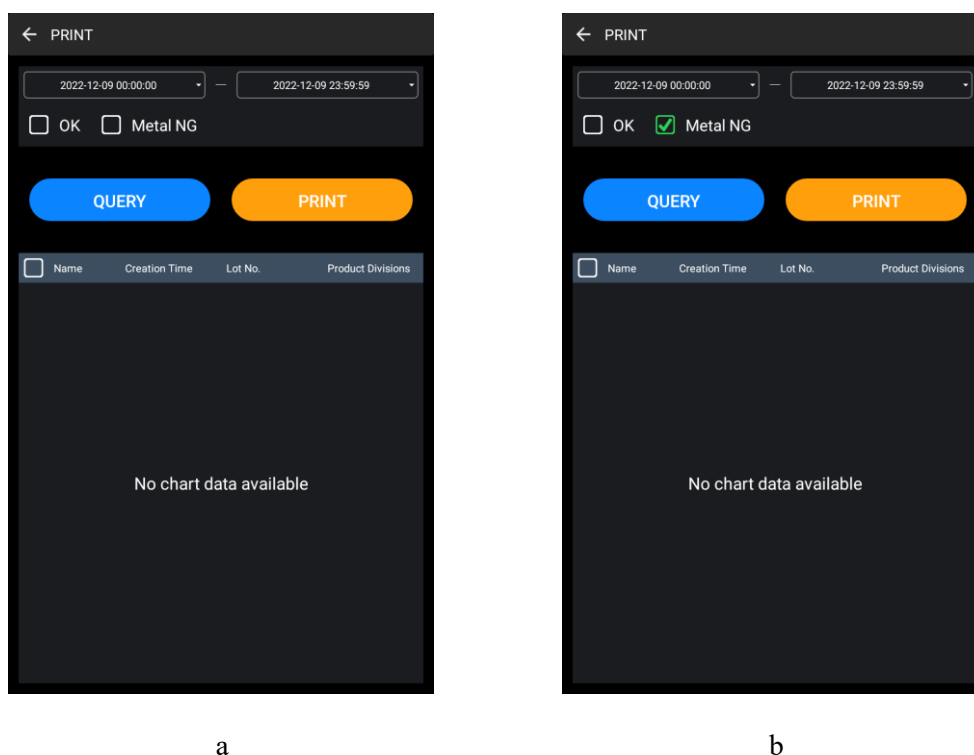 PRINT
2022-12-09 00:00:00 — 2022-12-09 23:59:59
OK Metal NG
QUERY PRINT
Name Creation Time Lot No. Product Divisions
No chart data available
a
PRINT
2022-12-09 00:00:00 — 2022-12-09 23:59:59
OK Metal NG
QUERY PRINT
Name Creation Time Lot No. Product Divisions
No chart data available
b